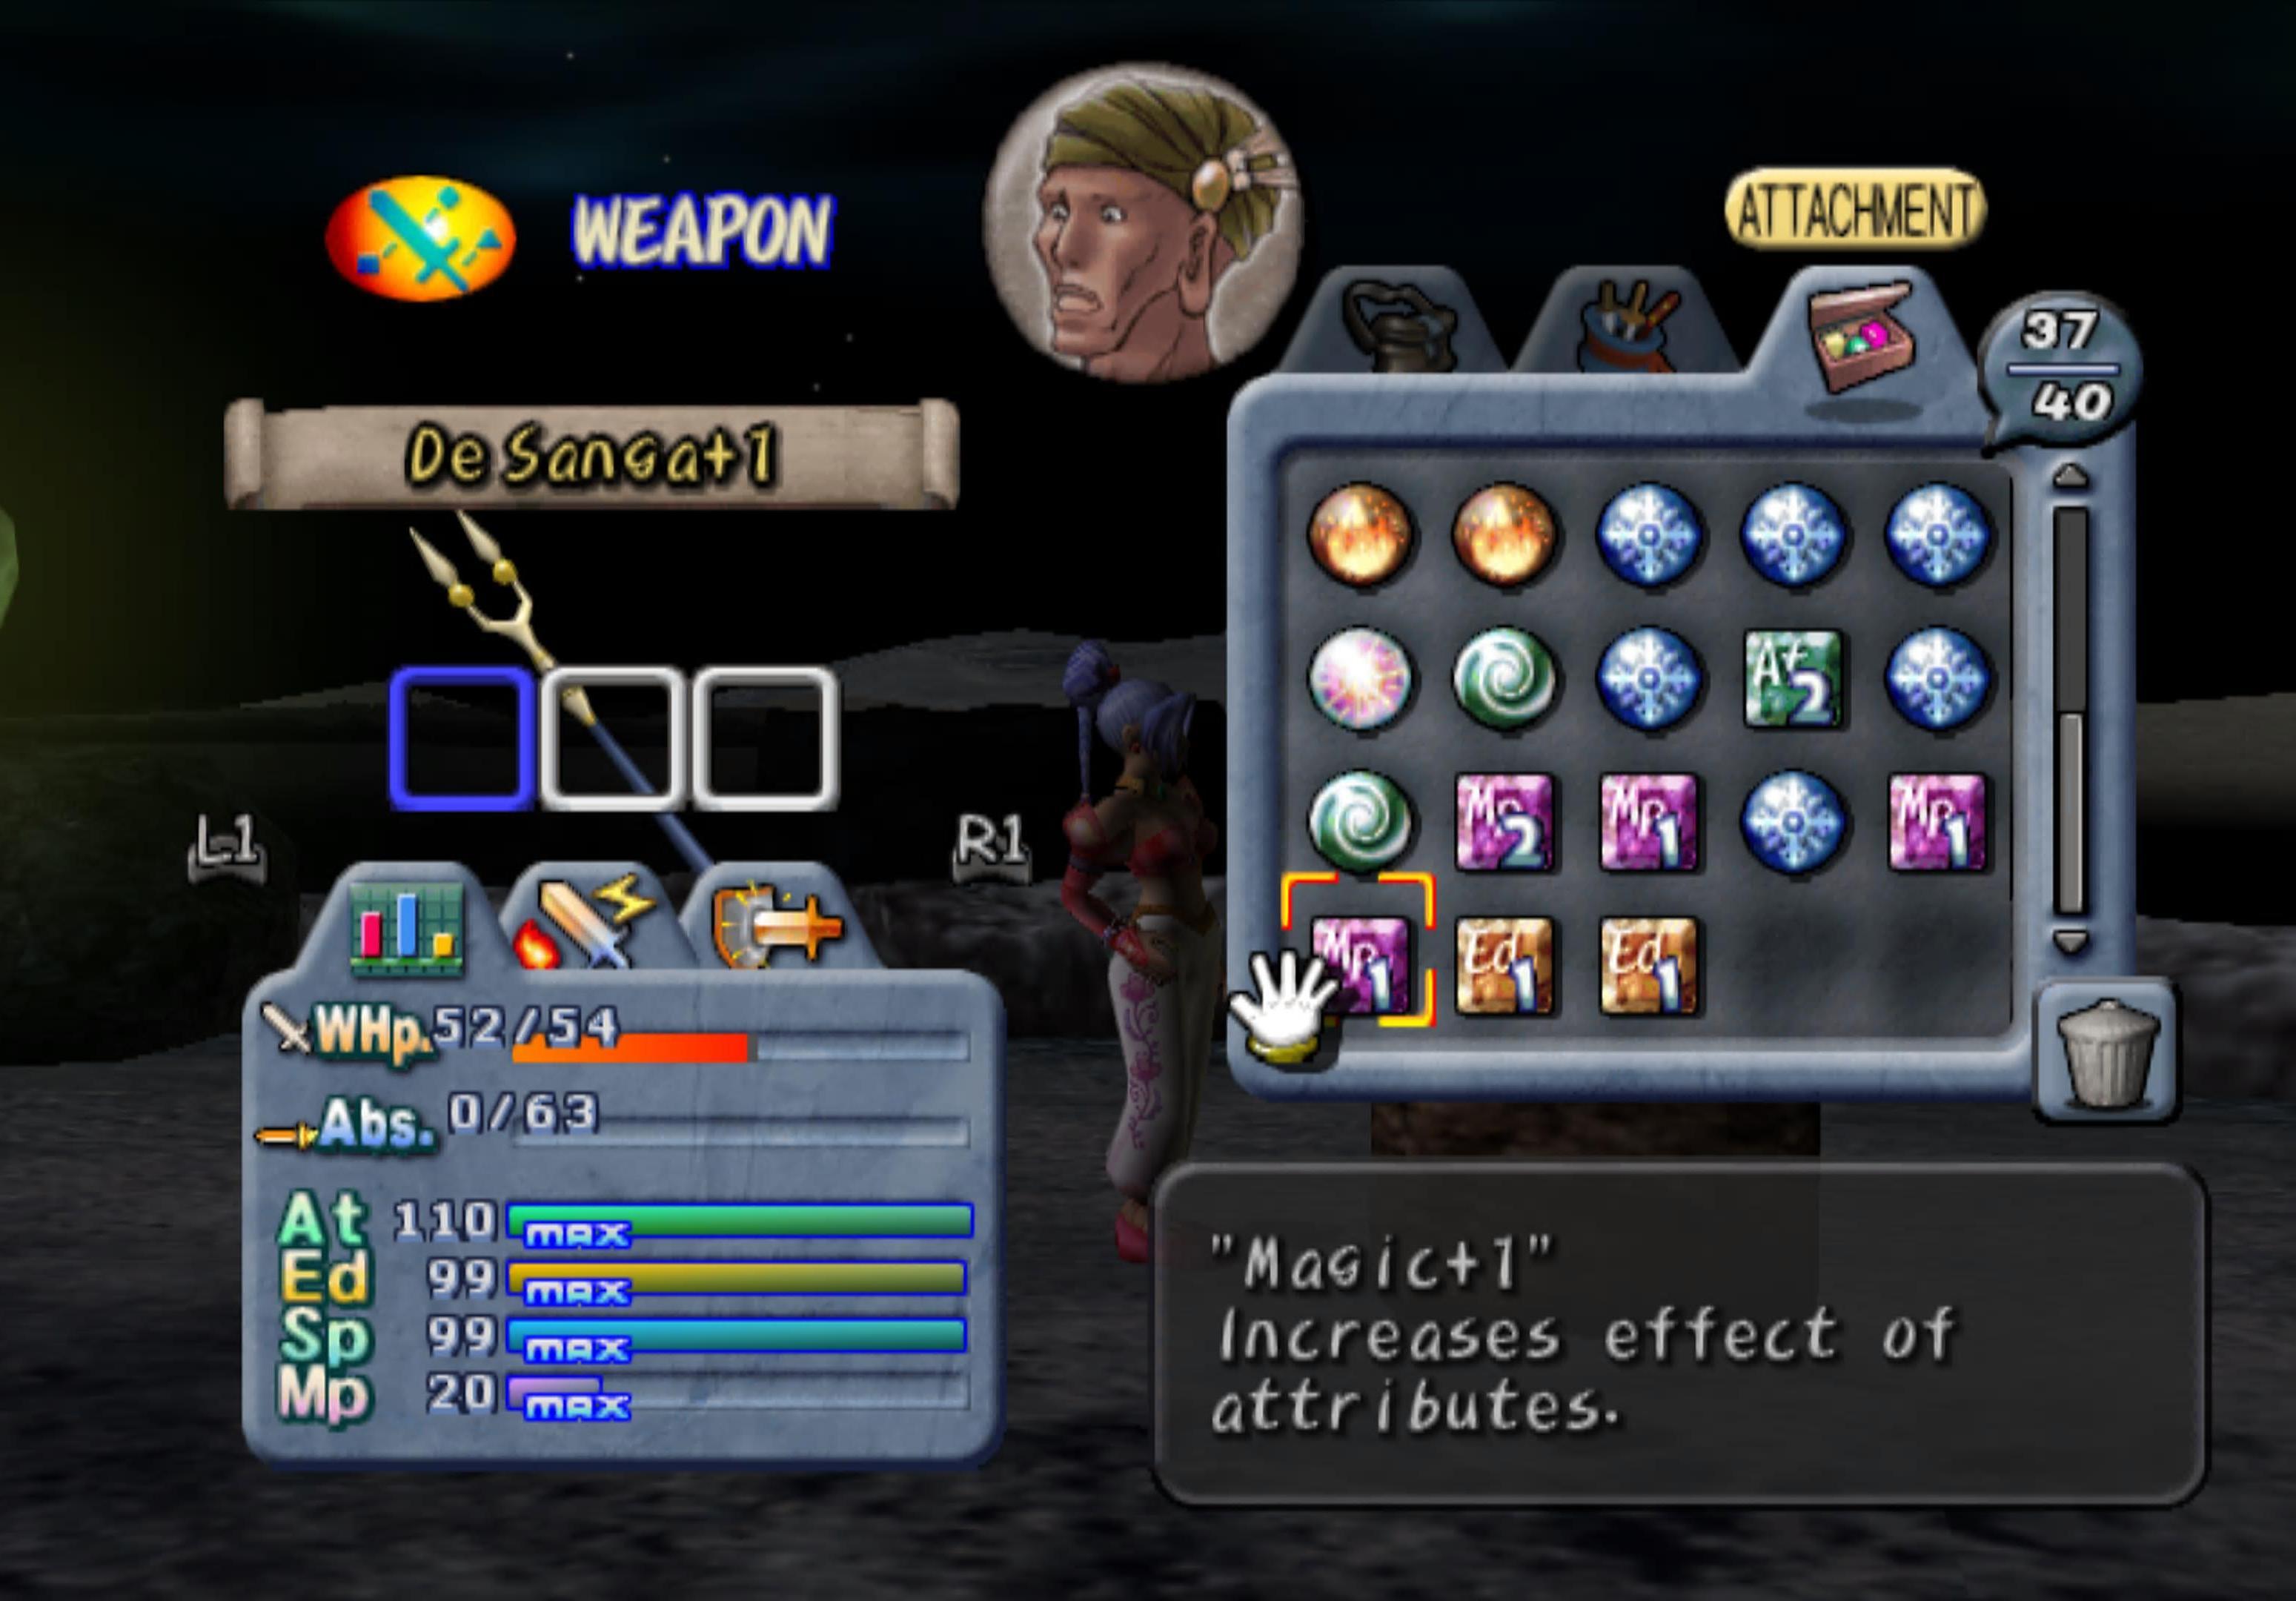 WEAPON
ATTACHMENT
37
40
De Sanga+1
L1
R1
WHp. 52/54
Abs. 0/63
At 110 MAX
Ed 99 MAX
Sp 99 MAX
Mp 20 MAX
At 2
Mp 2
Mp 1
Mp 1
Mp 1
Ed 1
Ed 1
"Magic+1"
Increases effect of
attributes.